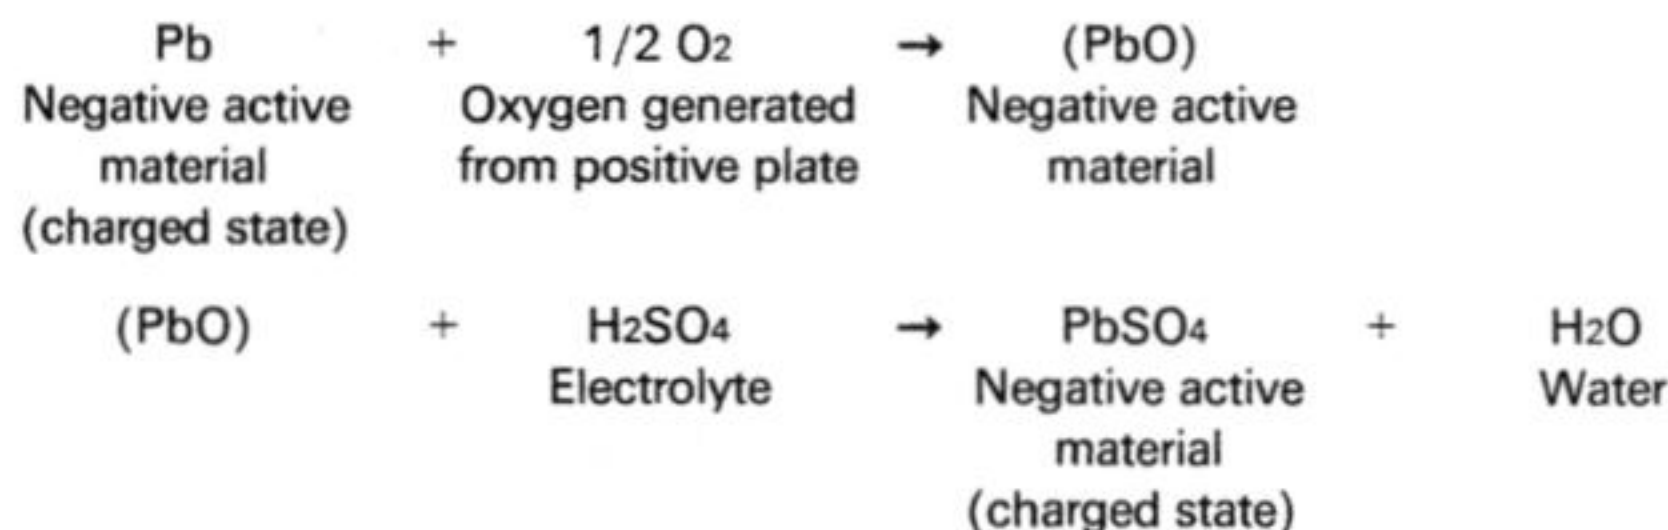 Pb + 1/2 O2 → (PbO)
Negative active Oxygen generated Negative active
material from positive plate material
(charged state)
(PbO) + H2SO4 → PbSO4 + H2O
Electrolyte Negative active Water
material
(charged state)